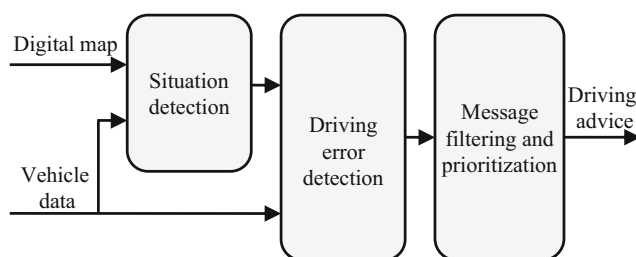 Digital map
Situation
detection
Vehicle
data
Driving
error
detection
Message
filtering and
prioritization
Driving
advice